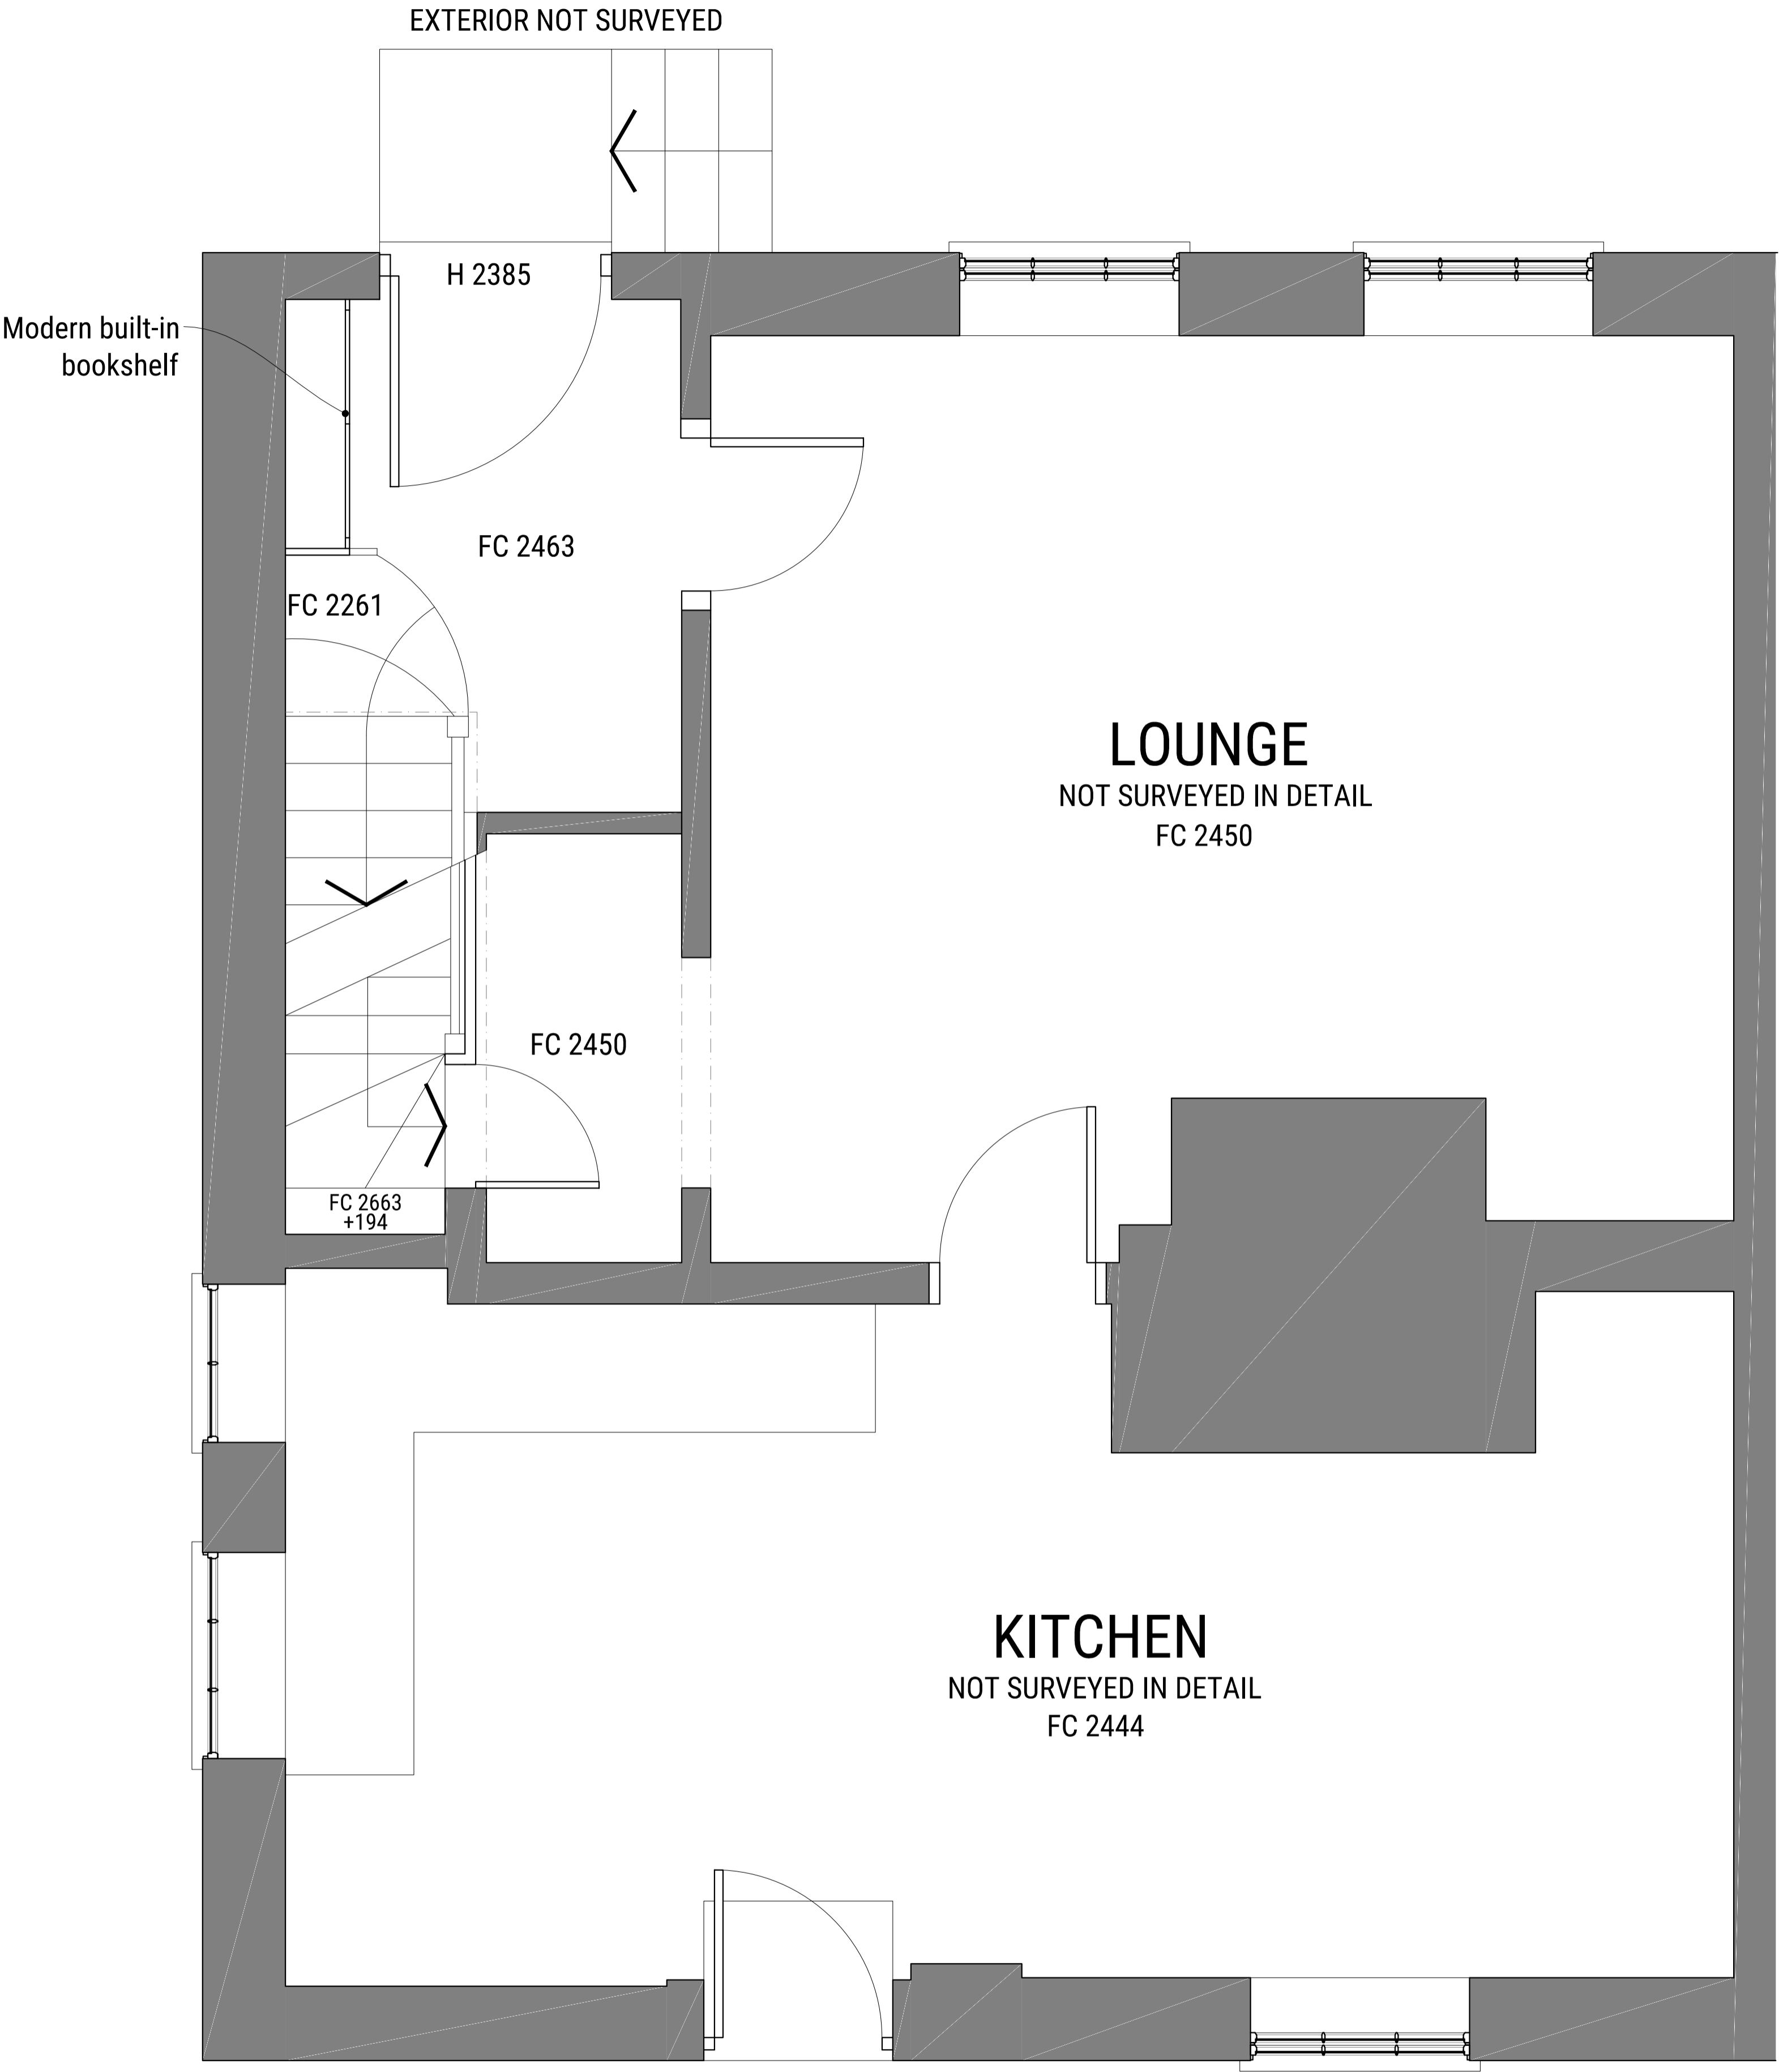 EXTERIOR NOT SURVEYED
H 2385
Modern built-in
bookshelf
FC 2463
FC 2261
LOUNGE
NOT SURVEYED IN DETAIL
FC 2450
FC 2450
FC 2663
+194
KITCHEN
NOT SURVEYED IN DETAIL
FC 2444